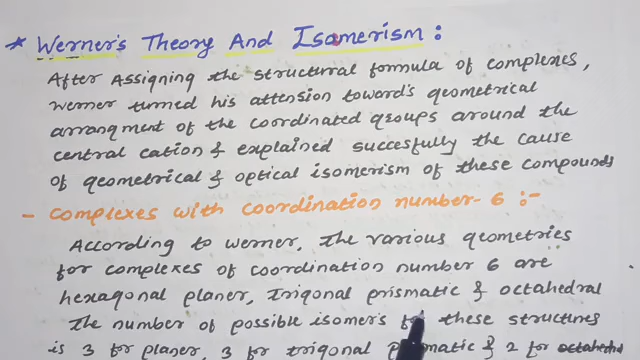 * Werner's Theory And Isomerism :
After Assigning the structural formula of complexes,
Werner turned his attention toward's geometrical
arrangment of the coordinated groups around the
central cation & explained succesfully the cause
of geometrical & optical isomerism of these compounds
- Complexes with coordination number - 6 :-
According to Werner, the various geometries
for complexes of coordination number 6 are
hexagonal planer, trigonal prismatic & octahedral
The number of possible isomers for these structures
is 3 for planer, 3 for trigonal & 2 for